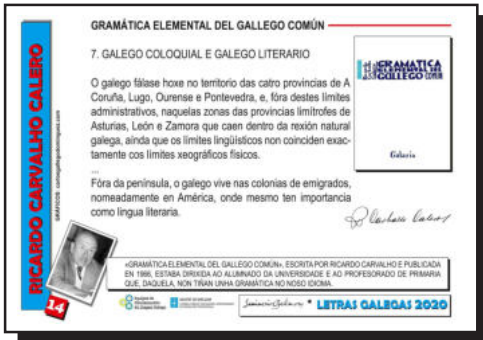 GRAMÁTICA ELEMENTAL DEL GALLEGO COMÚN
7. GALEGO COLOQUIAL E GALEGO LITERARIO
O galego fálase hoxe no territorio das catro provincias de A
Coruña, Lugo, Ourense e Pontevedra, e, fóra destes límites
administrativos, naquelas zonas das provincias limítrofes de
Asturias, León e Zamora que caen dentro da rexión natural
galega, aínda que os límites lingüísticos non coinciden exac-
tamente cos límites xeográficos físicos.
...
Fóra da península, o galego vive nas colonias de emigrados,
nomeadamente en América, onde mesmo ten importancia
como lingua literaria.
GRAMATICA
ELEMENTAL DEL
GALLEGO COMÚN
Galaxia
RICARDO CARVALHO CALERO
14
«GRAMÁTICA ELEMENTAL DEL GALLEGO COMÚN», ESCRITA POR RICARDO CARVALHO E PUBLICADA
EN 1966, ESTABA DIRIXIDA AO ALUMNADO DA UNIVERSIDADE E AO PROFESORADO DE PRIMARIA
QUE, DAQUELA, NON TIÑAN UNHA GRAMÁTICA NO NOSO IDIOMA.
* LETRAS GALEGAS 2020